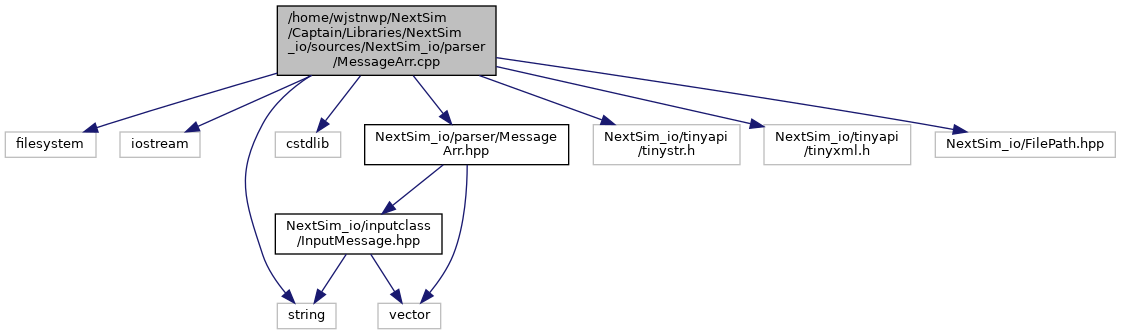 /home/wjstnwp/NextSim
/Captain/Libraries/NextSim
_io/sources/NextSim_io/parser
/MessageArr.cpp
filesystem
iostream
cstdlib
NextSim_io/parser/Message
Arr.hpp
NextSim_io/tinyapi
/tinystr.h
NextSim_io/tinyapi
/tinyxml.h
NextSim_io/FilePath.hpp
NextSim_io/inputclass
/InputMessage.hpp
string
vector